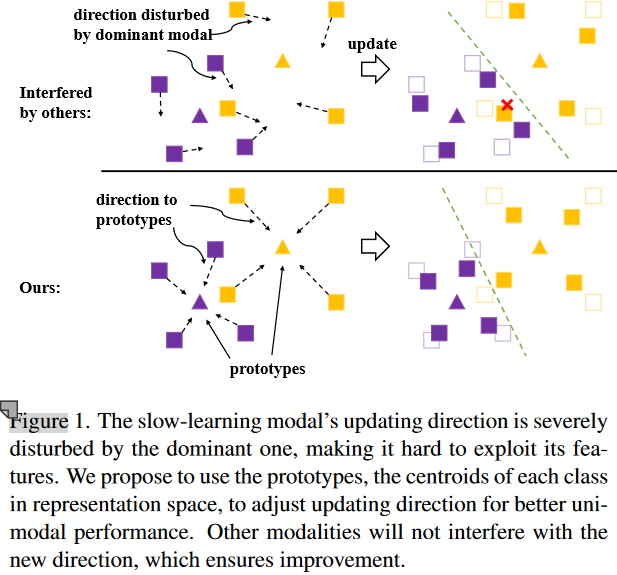 direction disturbed
by dominant modal
update
Interfered
by others:
direction to
prototypes
Ours:
prototypes
Figure 1. The slow-learning modal's updating direction is severely
disturbed by the dominant one, making it hard to exploit its fea-
tures. We propose to use the prototypes, the centroids of each class
in representation space, to adjust updating direction for better uni-
modal performance. Other modalities will not interfere with the
new direction, which ensures improvement.